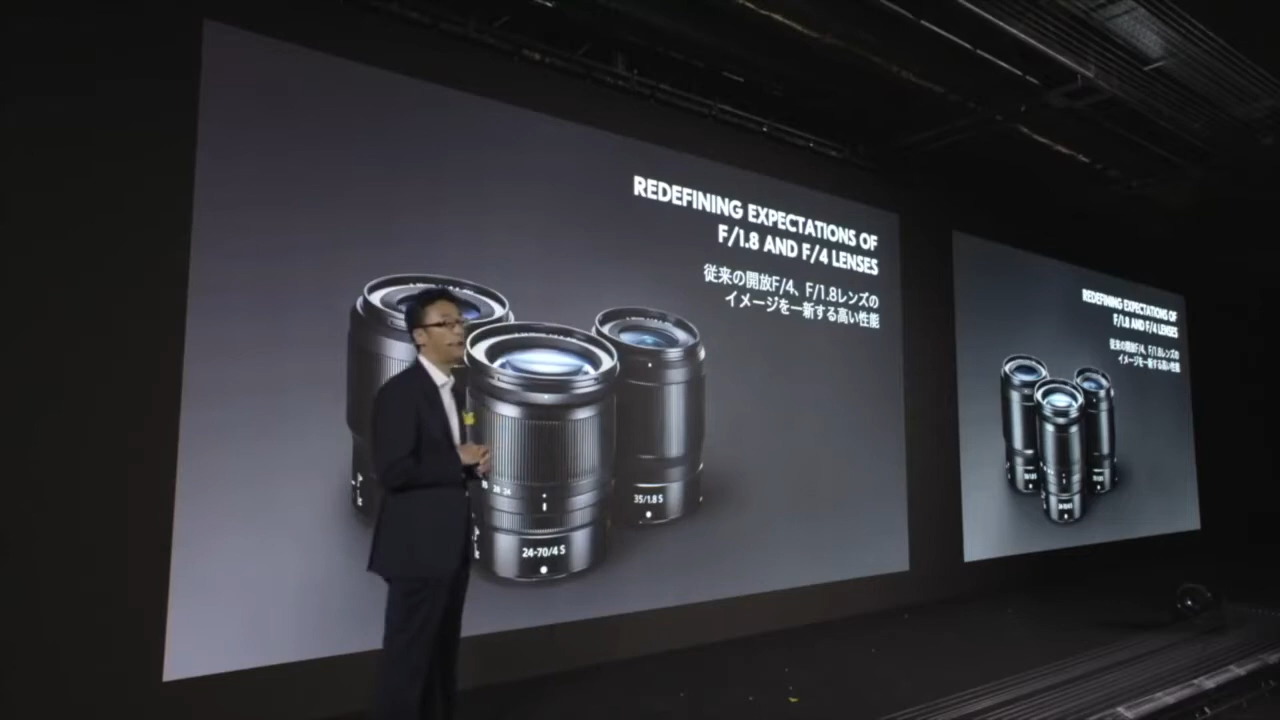 REDEFINING EXPECTATIONS OF
F/1.8 AND F/4 LENSES
従来の開放F/4、F/1.8レンズの
イメージを一新する高い性能
28 24
35/1.8 S
24-70/4 S
REDEFINING EXPECTATIONS OF
F/1.8 AND F/4 LENSES
従来の開放F/4、F/1.8レンズの
イメージを一新する高い性能